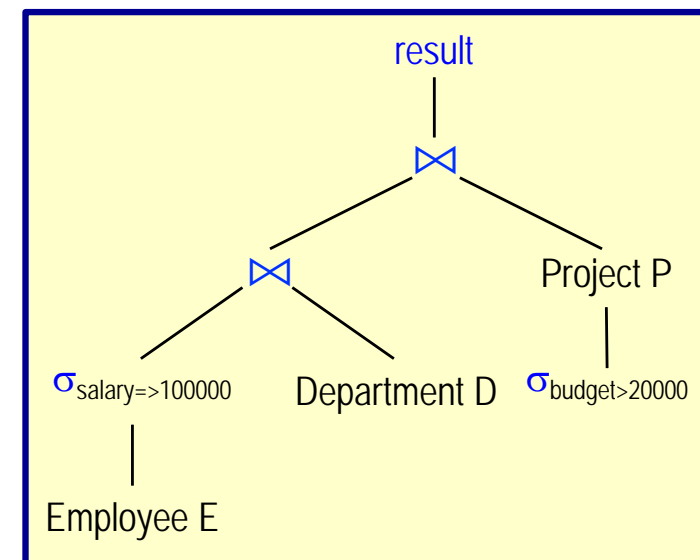 result
⋈
⋈
Project P
σsalary=>100000
Department D
σbudget>20000
Employee E